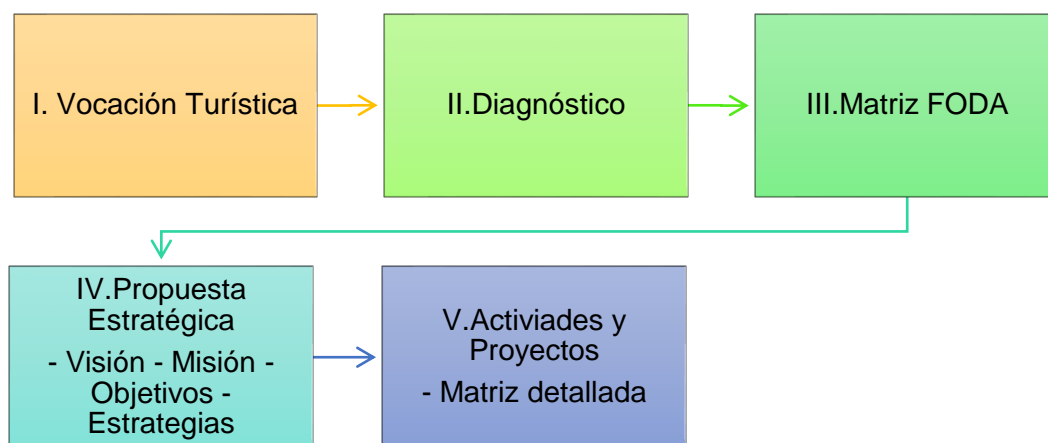 I. Vocación Turística
II.Diagnóstico
III.Matriz FODA
IV.Propuesta
Estratégica
- Visión - Misión -
Objetivos -
Estrategias
V.Activiades y
Proyectos
- Matriz detallada